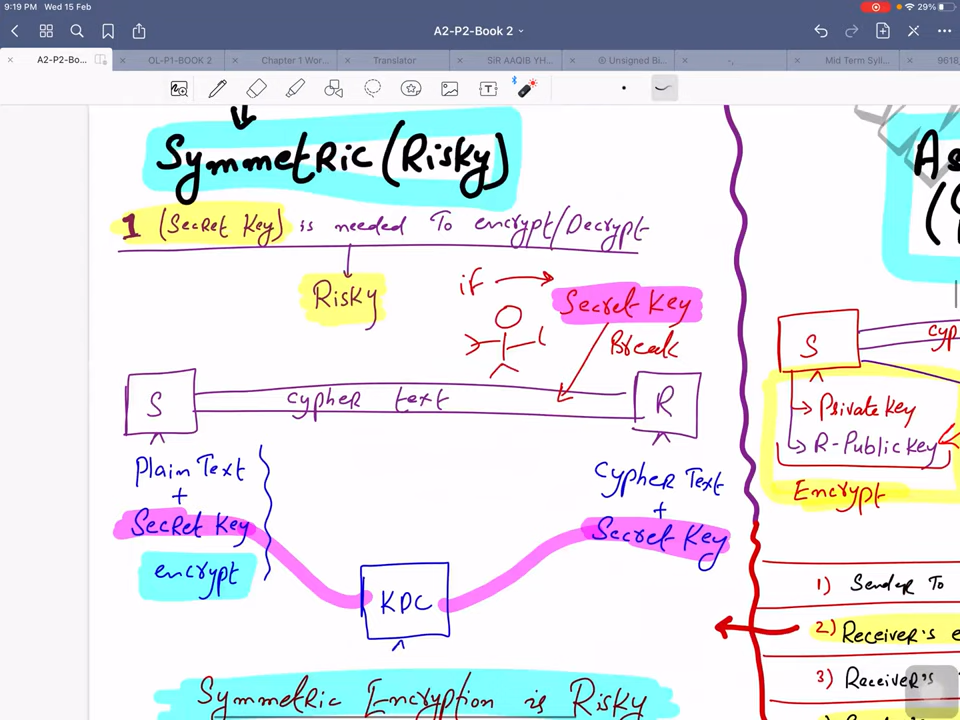 9:19 PM Wed 15 Feb
29%
A2-P2-Book 2
A2-P2-Bo...
OL-P1-BOOK 2
Chapter 1 Wor...
Translator
SiR AAQIB YH...
Unsigned Bi...
Mid Term Syll...
9618
Symmetric (Risky)
1 (Secret Key) is needed To encrypt/Decrypt
Risky
if
Secret Key
Break
S
cypher text
R
Plain Text
+
Secret Key
encrypt
Cypher Text
+
Secret Key
KDC
Symmetric Encryption is Risky
As
(
S
cyp
Private Key
R-Public Key
Encrypt
1) Sender To
2) Receiver's e
3) Receiver's